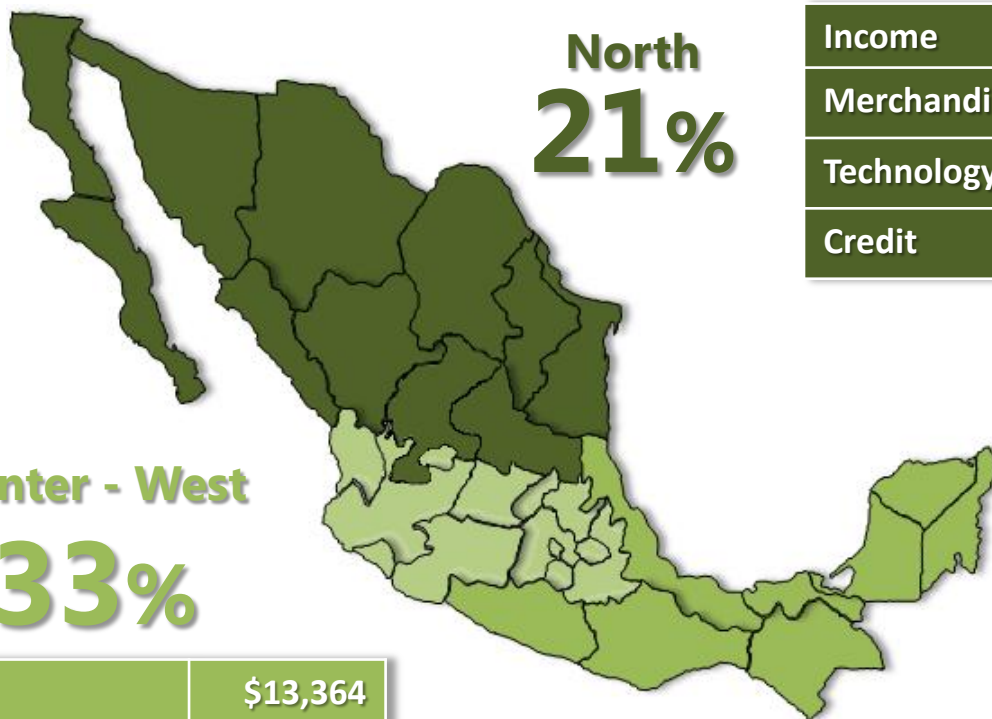 North
21%
Income
Merchandi
Technology
Credit
nter - West
33%
$13,364